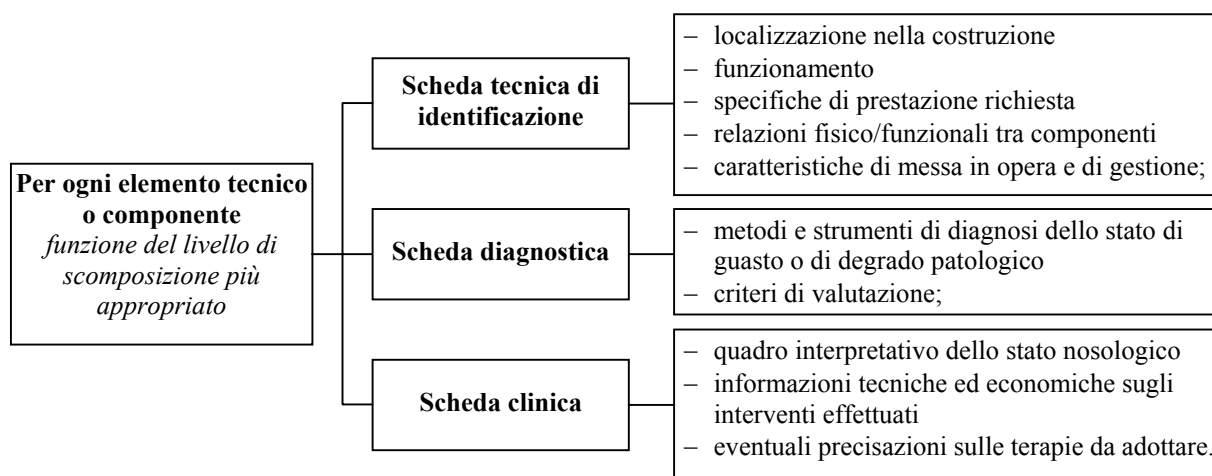 Per ogni elemento tecnico
o componente
funzione del livello di
scomposizione più
appropriato
Scheda tecnica di
identificazione
– localizzazione nella costruzione
– funzionamento
– specifiche di prestazione richiesta
– relazioni fisico/funzionali tra componenti
– caratteristiche di messa in opera e di gestione;
Scheda diagnostica
– metodi e strumenti di diagnosi dello stato di
guasto o di degrado patologico
– criteri di valutazione;
Scheda clinica
– quadro interpretativo dello stato nosologico
– informazioni tecniche ed economiche sugli
interventi effettuati
– eventuali precisazioni sulle terapie da adottare.